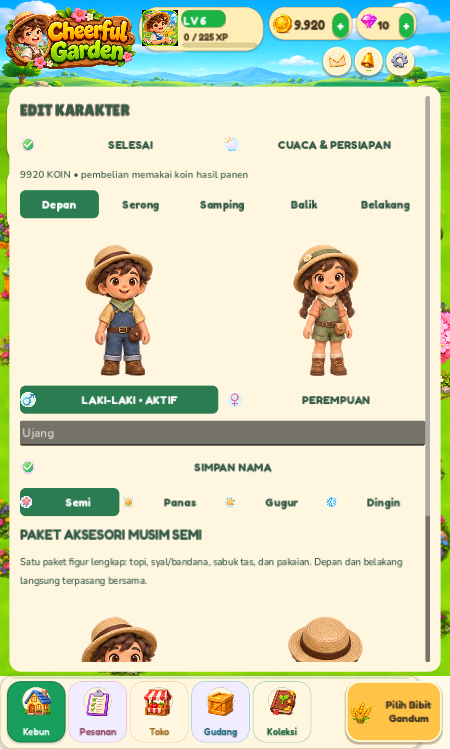 Cheerful
Garden
LV 6
0 / 225 XP
9.920
+
10
+
EDIT KARAKTER
SELESAI
CUACA & PERSIAPAN
9920 KOIN • pembelian memakai koin hasil panen
Depan
Serong
Samping
Balik
Belakang
LAKI-LAKI • AKTIF
PEREMPUAN
Ujang
SIMPAN NAMA
Semi
Panas
Gugur
Dingin
PAKET AKSESORI MUSIM SEMI
Satu paket figur lengkap: topi, syal/bandana, sabuk tas, dan pakaian. Depan dan belakang
langsung terpasang bersama.
Kebun
Pesanan
Toko
Gudang
Koleksi
Pilih Bibit
Gandum